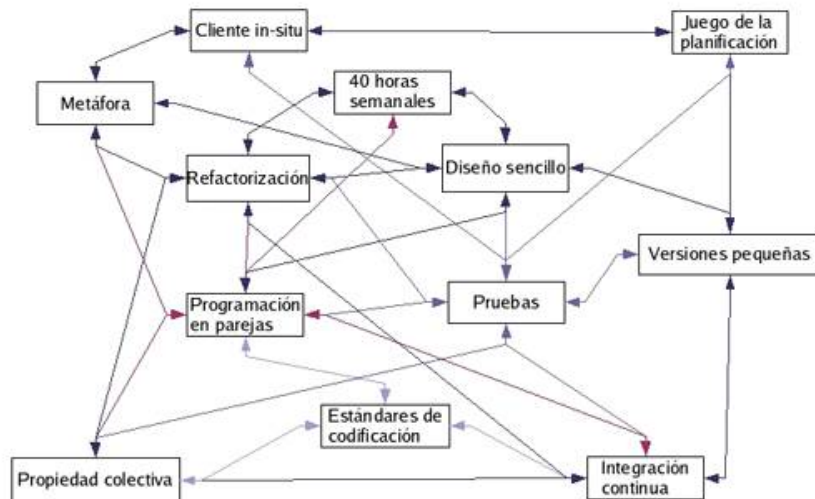 Cliente in-situ
Juego de la
planificación
40 horas
semanales
Metáfora
Refactorización
Diseño sencillo
Versiones pequeñas
Programación
en parejas
Pruebas
Estándares de
codificación
Propiedad colectiva
Integración
continua